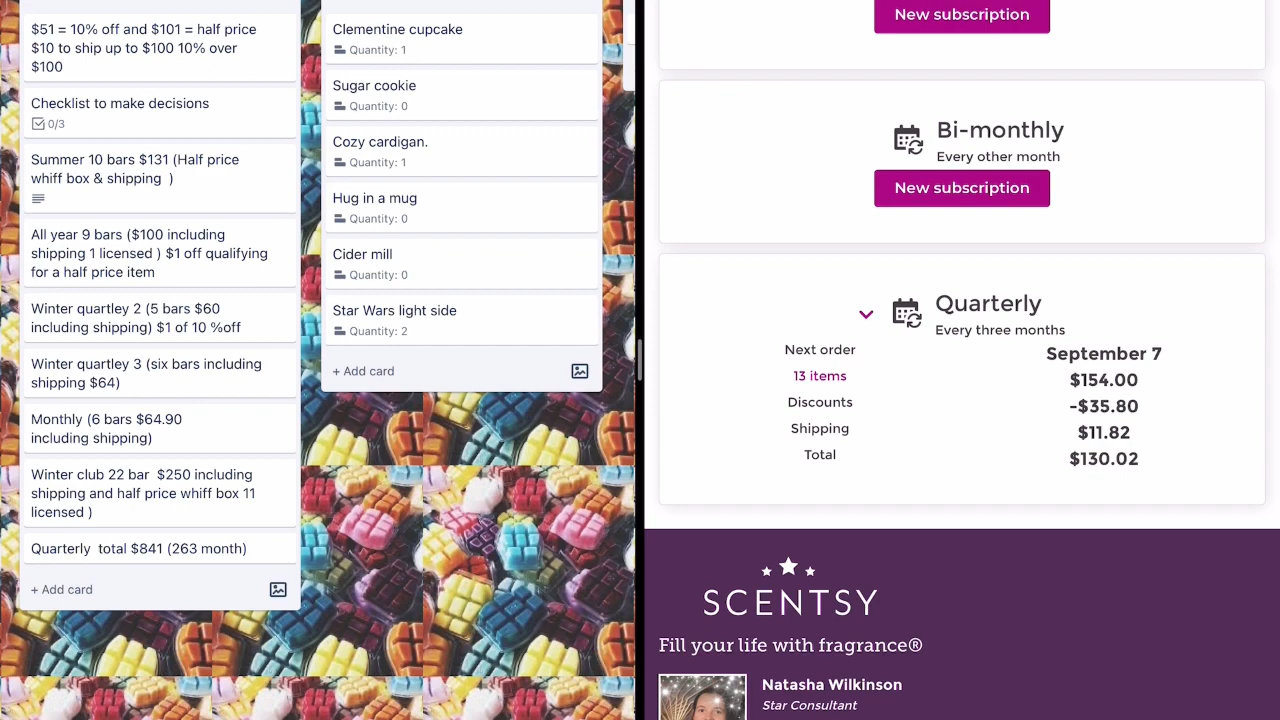 $51 = 10% off and $101 = half price
$10 to ship up to $100 10% over
$100
Checklist to make decisions
0/3
Summer 10 bars $131 (Half price
whiff box & shipping )
All year 9 bars ($100 including
shipping 1 licensed ) $1 off qualifying
for a half price item
Winter quartley 2 (5 bars $60
including shipping) $1 of 10 %off
Winter quarterly 3 (six bars including
shipping $64)
Monthly (6 bars $64.90
including shipping)
Winter club 22 bar $250 including
shipping and half price whiff box 11
licensed )
Quarterly total $841 (263 month)
+ Add card
Clementine cupcake
Quantity: 1
Sugar cookie
Quantity: 0
Cozy cardigan.
Quantity: 1
Hug in a mug
Quantity: 0
Cider mill
Quantity: 0
Star Wars light side
Quantity: 2
+ Add card
New subscription
Bi-monthly
Every other month
New subscription
Quarterly
Every three months
Next order September 7
13 items $154.00
Discounts -$35.80
Shipping $11.82
Total $130.02
SCENTSY
Fill your life with fragrance®
Natasha Wilkinson
Star Consultant